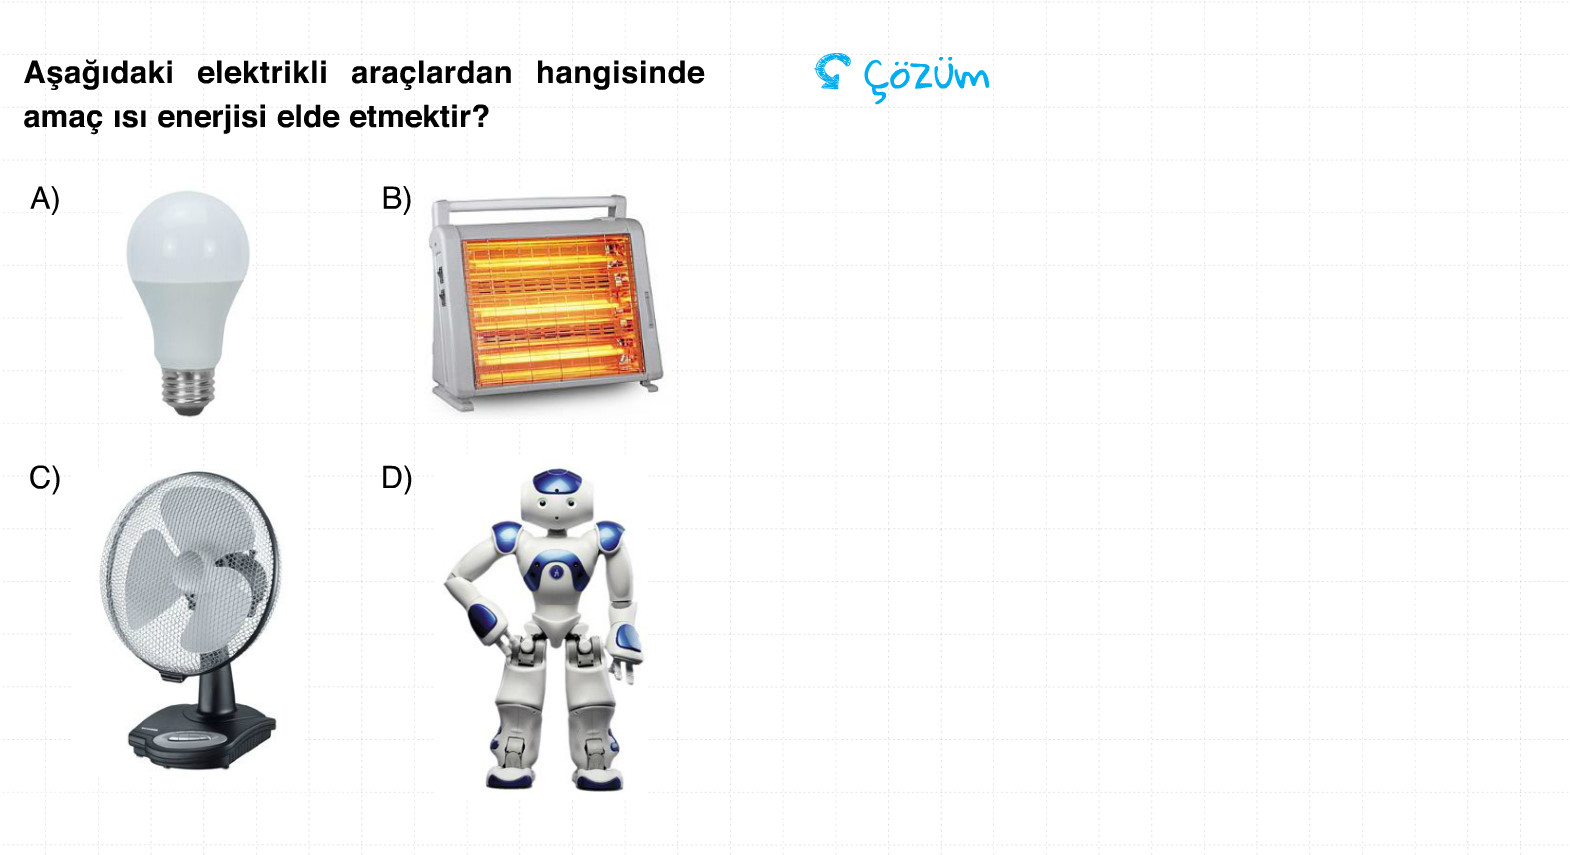 Aşağıdaki elektrikli araçlardan hangisinde
amaç ısı enerjisi elde etmektir?
Çözüm
A)
B)
C)
D)